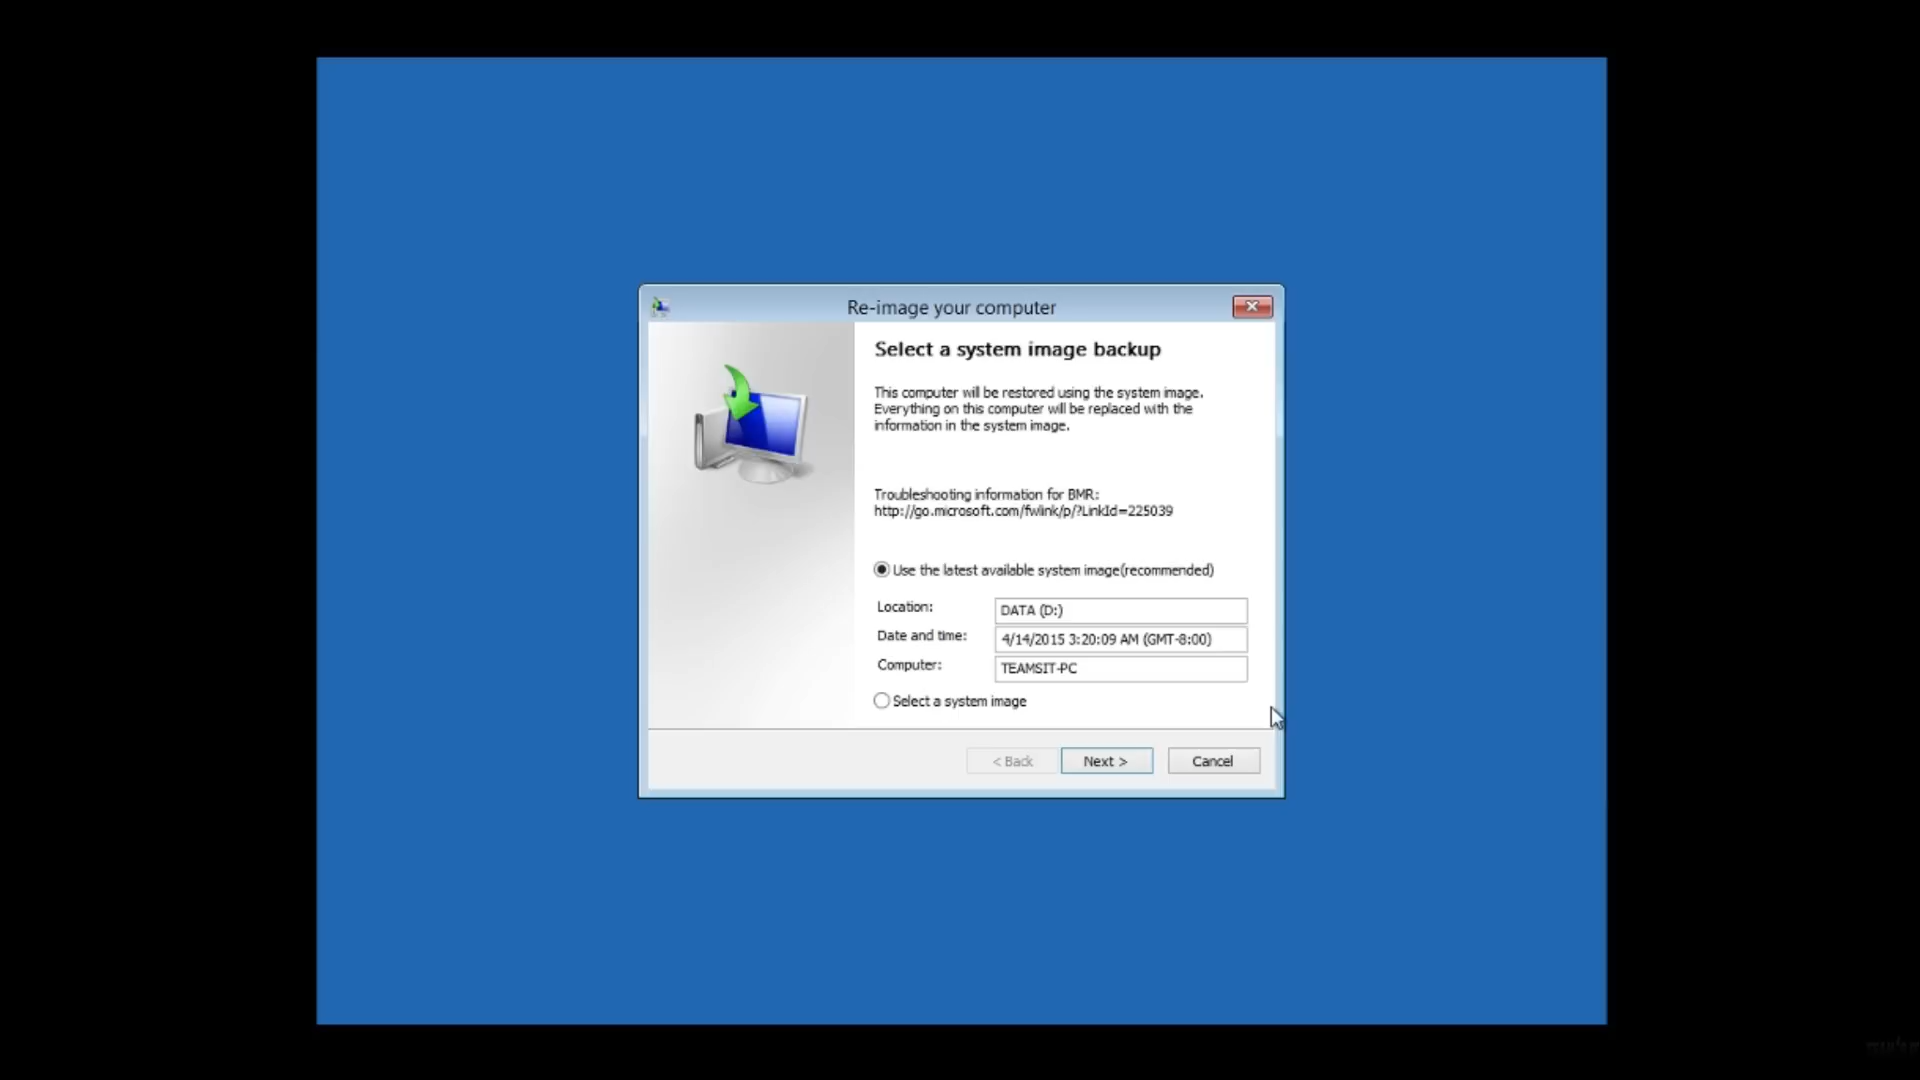 Re-image your computer
Select a system image backup
This computer will be restored using the system image.
Everything on this computer will be replaced with the
information in the system image.
Troubleshooting information for BMR:
http://go.microsoft.com/fwlink/p/?LinkId=225039
Use the latest available system image(recommended)
Location: DATA (D:)
Date and time: 4/14/2015 3:20:09 AM (GMT-8:00)
Computer: TEAMSIT-PC
Select a system image
< Back Next > Cancel